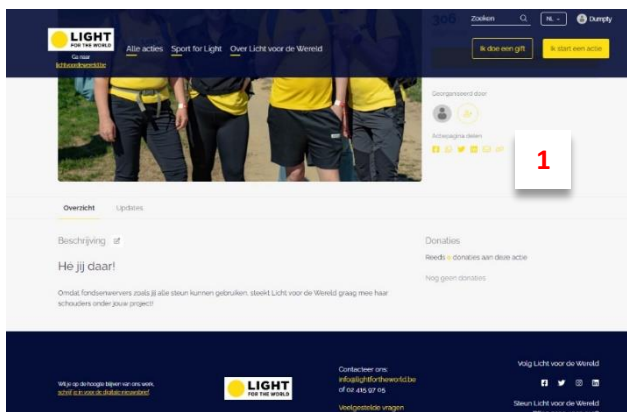 LIGHT
FOR THE WORLD
Ga naar
lichtvoordewereld.be
Alle acties Sport for Light Over Licht voor de Wereld
300
Zoeken
NL
Dumpty
Ik doe een gift
Ik start een actie
Georganiseerd door
Actiepagina delen
1
Overzicht Updates
Beschrijving
He jij daar!
Omdat fondsenwervers zoals jij alle steun kunnen gebruiken, steekt Licht voor de Wereld graag mee haar
schouders onder jouw project!
Donaties
Reeds 0 donaties aan deze actie
Nog geen donaties
Wil je op de hoogte blijven van ons werk,
schrijf je in voor de digitale nieuwsbrief
LIGHT
FOR THE WORLD
Contacteer ons:
info@lightfortheworld.be
of 02 415 97 05
Veelgestelde vragen
Volg Licht voor de Wereld
Steun Licht voor de Wereld